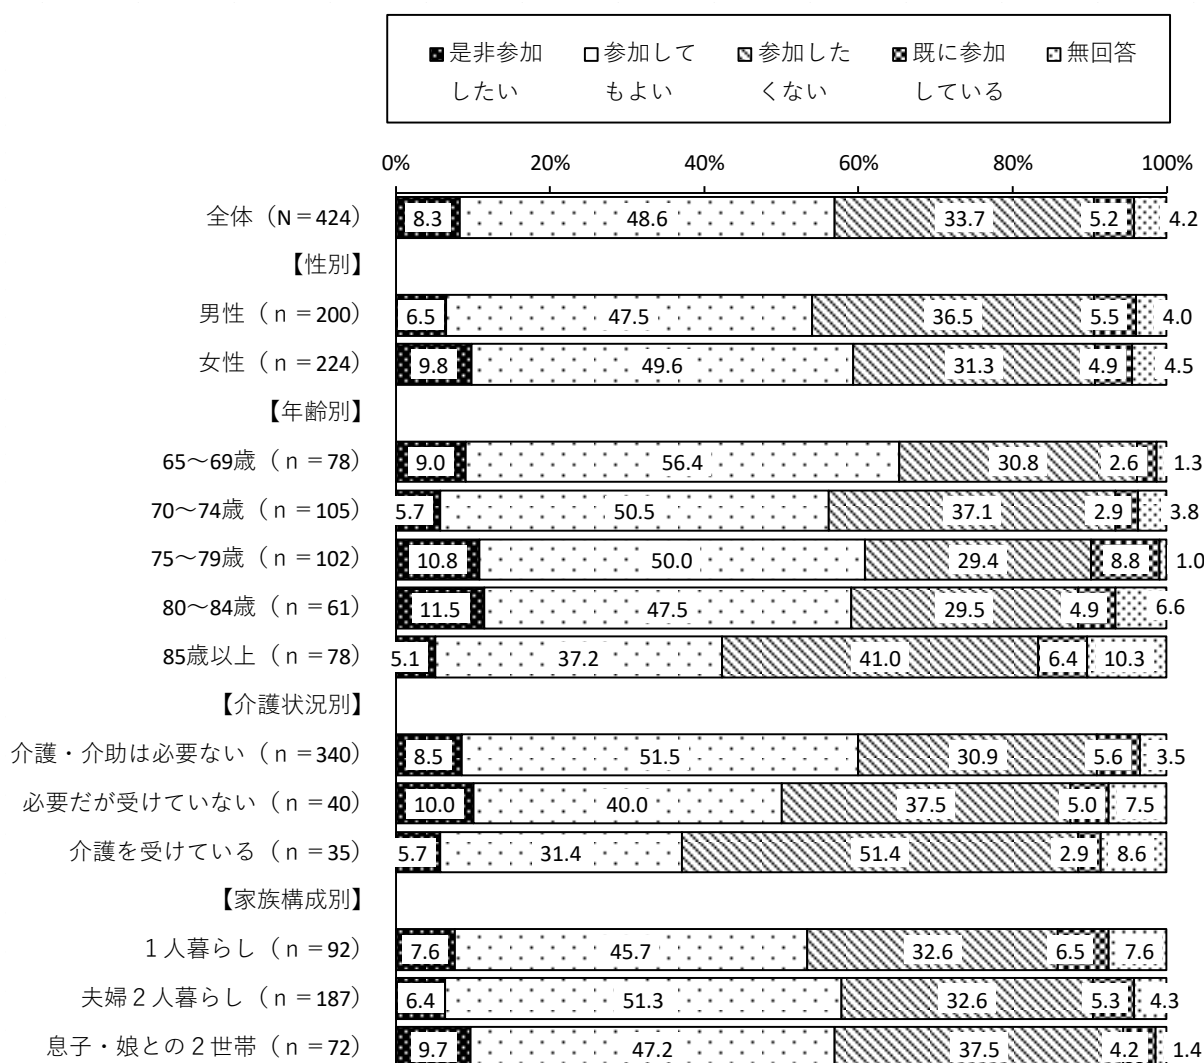 是非参加 参加して 参加した 既に参加 無回答
したい もよい くない している
0% 20% 40% 60% 80% 100%
全体（N＝424） 8.3 48.6 33.7 5.2 4.2
【性別】
男性（ｎ＝200） 6.5 47.5 36.5 5.5 4.0
女性（ｎ＝224） 9.8 49.6 31.3 4.9 4.5
【年齢別】
65～69歳（ｎ＝78） 9.0 56.4 30.8 2.6 1.3
70～74歳（ｎ＝105） 5.7 50.5 37.1 2.9 3.8
75～79歳（ｎ＝102） 10.8 50.0 29.4 8.8 1.0
80～84歳（ｎ＝61） 11.5 47.5 29.5 4.9 6.6
85歳以上（ｎ＝78） 5.1 37.2 41.0 6.4 10.3
【介護状況別】
介護・介助は必要ない（ｎ＝340） 8.5 51.5 30.9 5.6 3.5
必要だが受けていない（ｎ＝40） 10.0 40.0 37.5 5.0 7.5
介護を受けている（ｎ＝35） 5.7 31.4 51.4 2.9 8.6
【家族構成別】
１人暮らし（ｎ＝92） 7.6 45.7 32.6 6.5 7.6
夫婦２人暮らし（ｎ＝187） 6.4 51.3 32.6 5.3 4.3
息子・娘との２世帯（ｎ＝72） 9.7 47.2 37.5 4.2 1.4